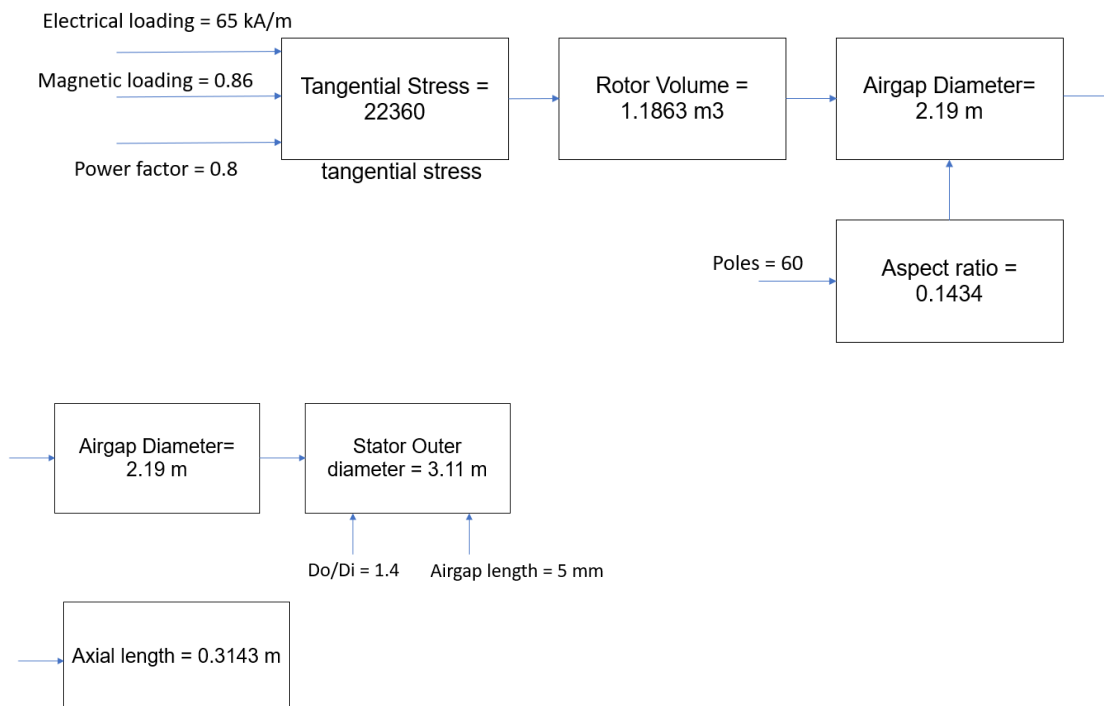 Electrical loading = 65 kA/m
Magnetic loading = 0.86
Power factor = 0.8
Tangential Stress =
22360
tangential stress
Rotor Volume =
1.1863 m3
Airgap Diameter=
2.19 m
Poles = 60
Aspect ratio =
0.1434
Airgap Diameter=
2.19 m
Stator Outer
diameter = 3.11 m
Do/Di = 1.4
Airgap length = 5 mm
Axial length = 0.3143 m